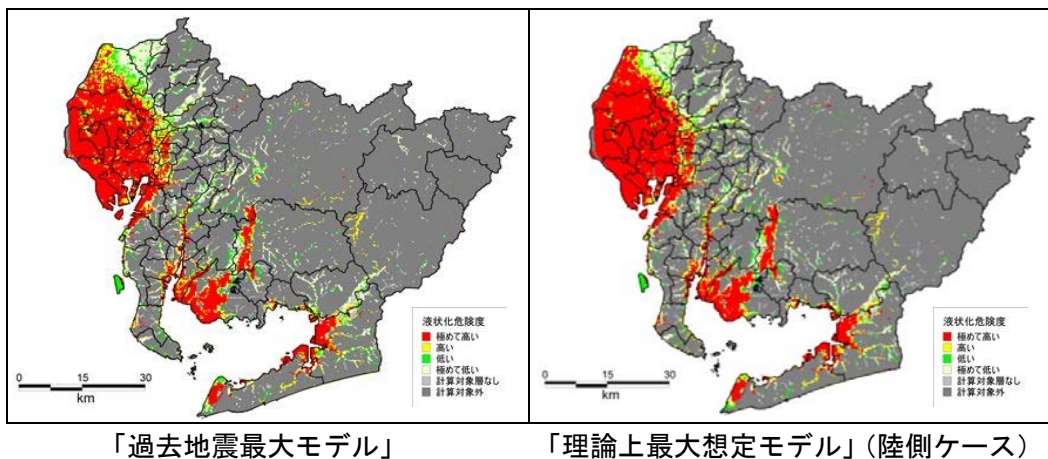 液状化危険度
極めて高い
高い
低い
極めて低い
計算対象層なし
計算対象外
0 15 30
km
液状化危険度
極めて高い
高い
低い
極めて低い
計算対象層なし
計算対象外
0 15 30
km
「過去地震最大モデル」
「理論上最大想定モデル」(陸側ケース)